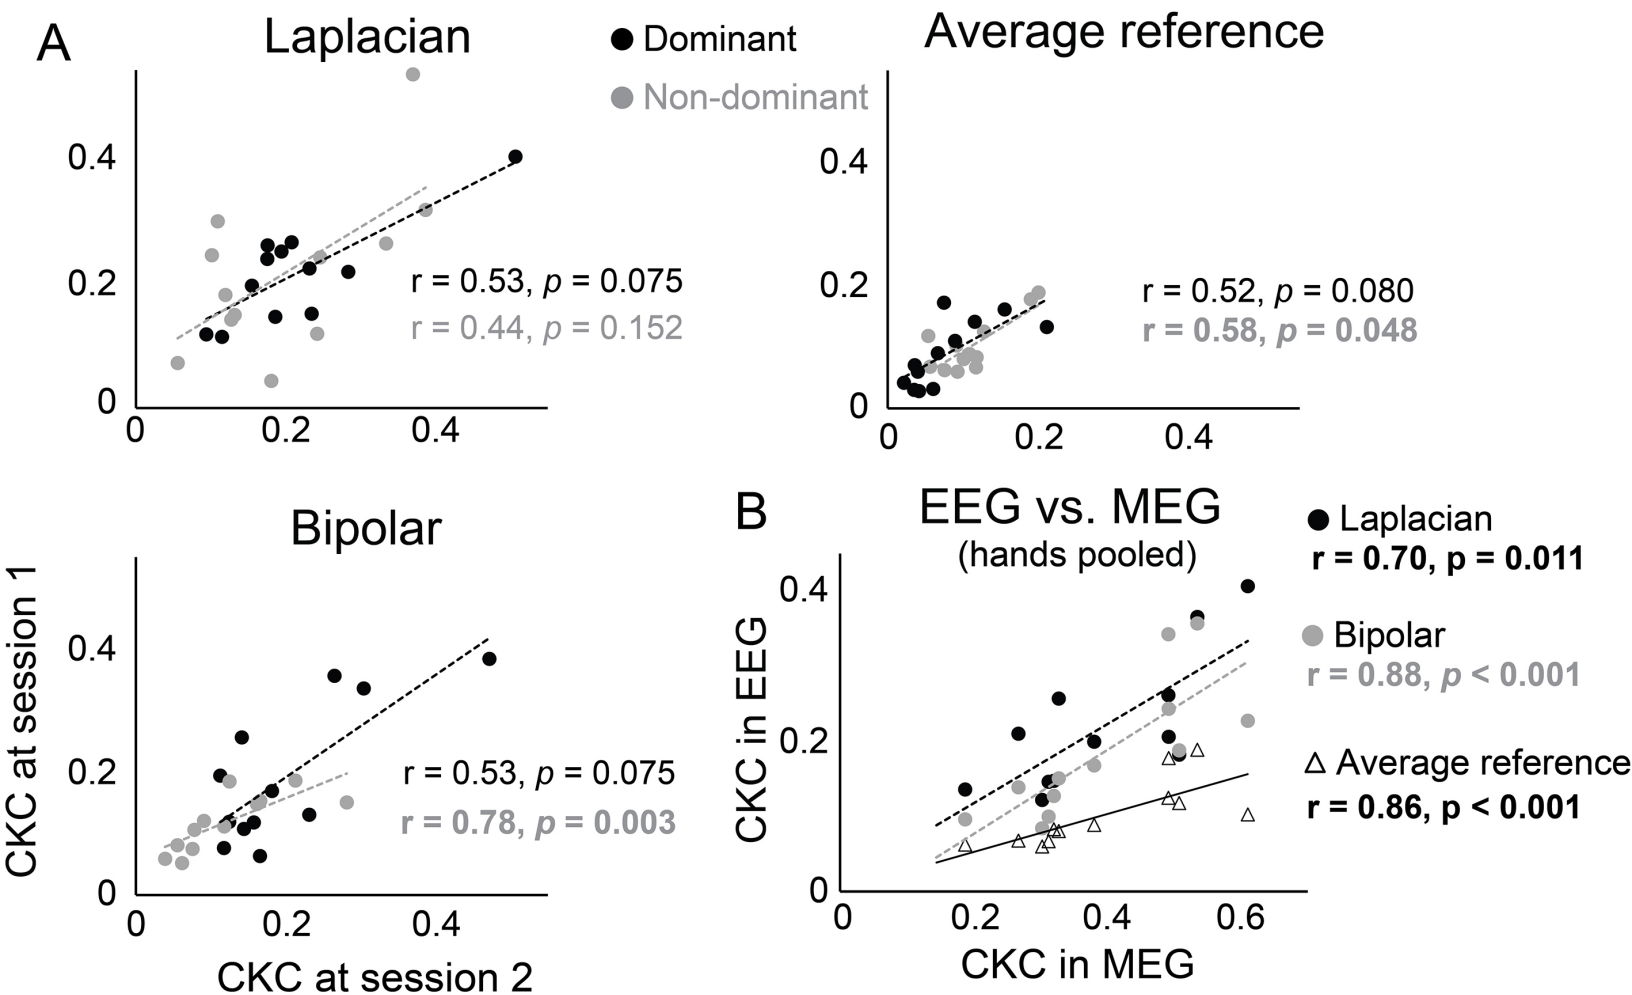 A
Laplacian
Dominant
Non-dominant
0.4
0.2
0
0
0.2
0.4
r = 0.53, p = 0.075
r = 0.44, p = 0.152
Average reference
0.4
0.2
0
0
0.2
0.4
r = 0.52, p = 0.080
r = 0.58, p = 0.048
Bipolar
CKC at session 1
0.4
0.2
0
0
0.2
0.4
r = 0.53, p = 0.075
r = 0.78, p = 0.003
CKC at session 2
B
EEG vs. MEG
(hands pooled)
CKC in EEG
0.4
0.2
0
0
0.2
0.4
0.6
CKC in MEG
Laplacian
r = 0.70, p = 0.011
Bipolar
r = 0.88, p < 0.001
Average reference
r = 0.86, p < 0.001